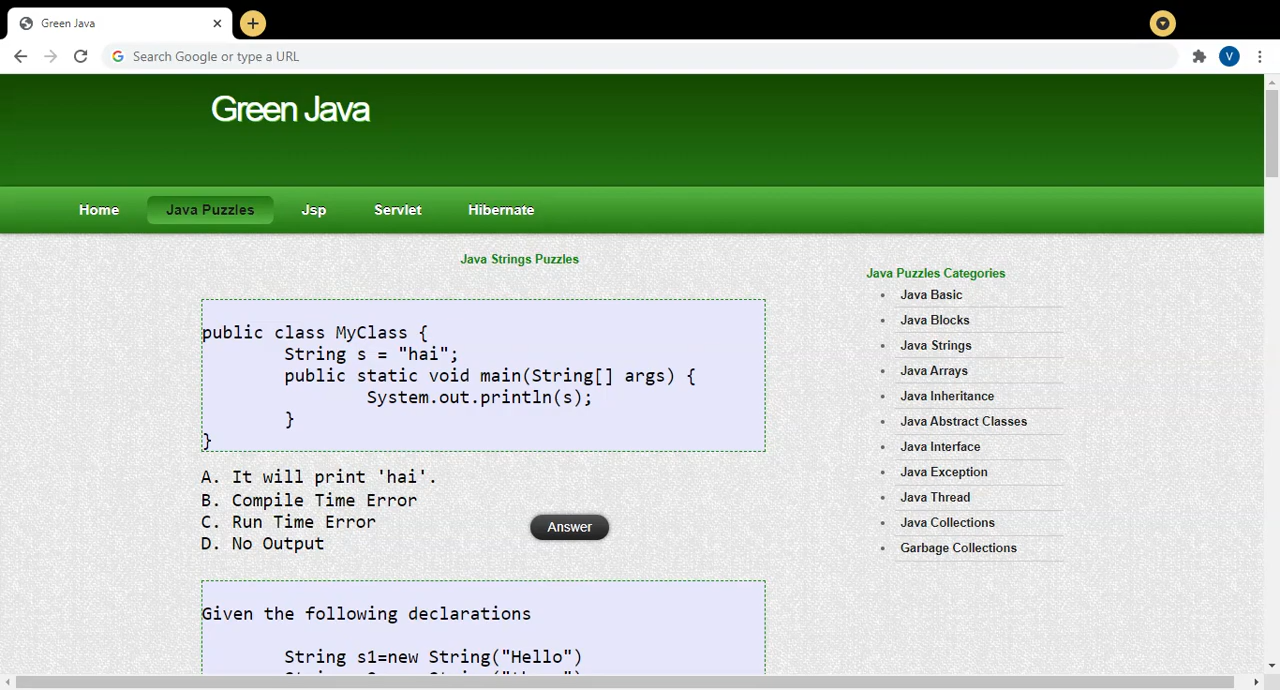 Green Java
Search Google or type a URL
V
Green Java
Home Java Puzzles Jsp Servlet Hibernate
Java Strings Puzzles
public class MyClass {
String s = "hai";
public static void main(String[] args) {
System.out.println(s);
}
}
A. It will print 'hai'.
B. Compile Time Error
C. Run Time Error
D. No Output
Answer
Given the following declarations
String s1=new String("Hello")
Java Puzzles Categories
Java Basic
Java Blocks
Java Strings
Java Arrays
Java Inheritance
Java Abstract Classes
Java Interface
Java Exception
Java Thread
Java Collections
Garbage Collections